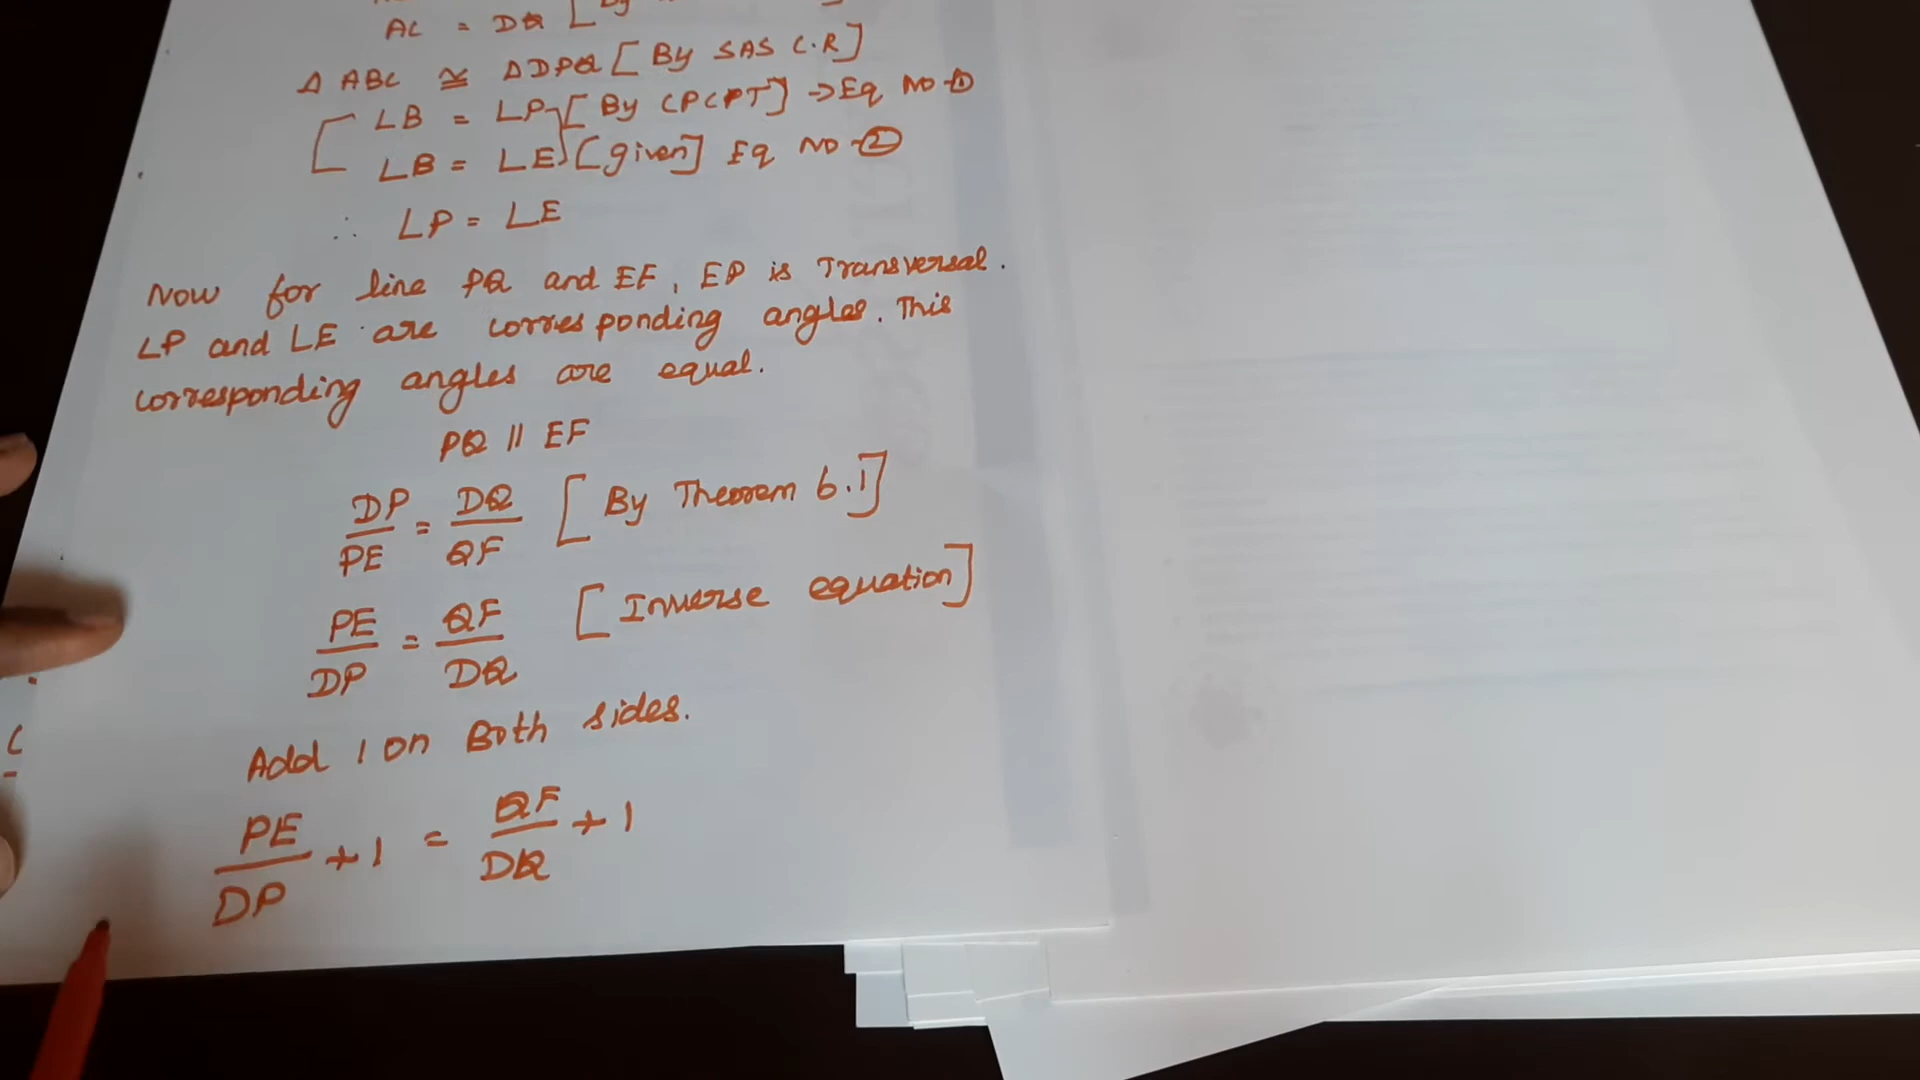 AC = DQ [By
Δ ABC ≅ ΔDPQ [By SAS C.R]
∠B = ∠P [By CPCPT] → Eq No ①
∠B = ∠E [given] Eq No ②
∴ ∠P = ∠E
Now for line PQ and EF, EP is Transversal.
∠P and ∠E are corresponding angles. This
corresponding angles are equal.
PQ || EF
DP/PE = DQ/QF [By Theorem 6.1]
PE/DP = QF/DQ [Inverse equation]
Add 1 on Both sides.
PE/DP + 1 = QF/DQ + 1